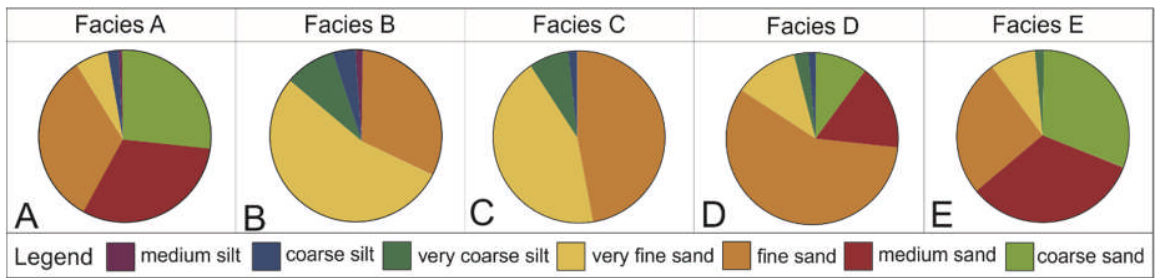 Facies A Facies B Facies C Facies D Facies E
A B C D E
Legend medium silt coarse silt very coarse silt very fine sand fine sand medium sand coarse sand